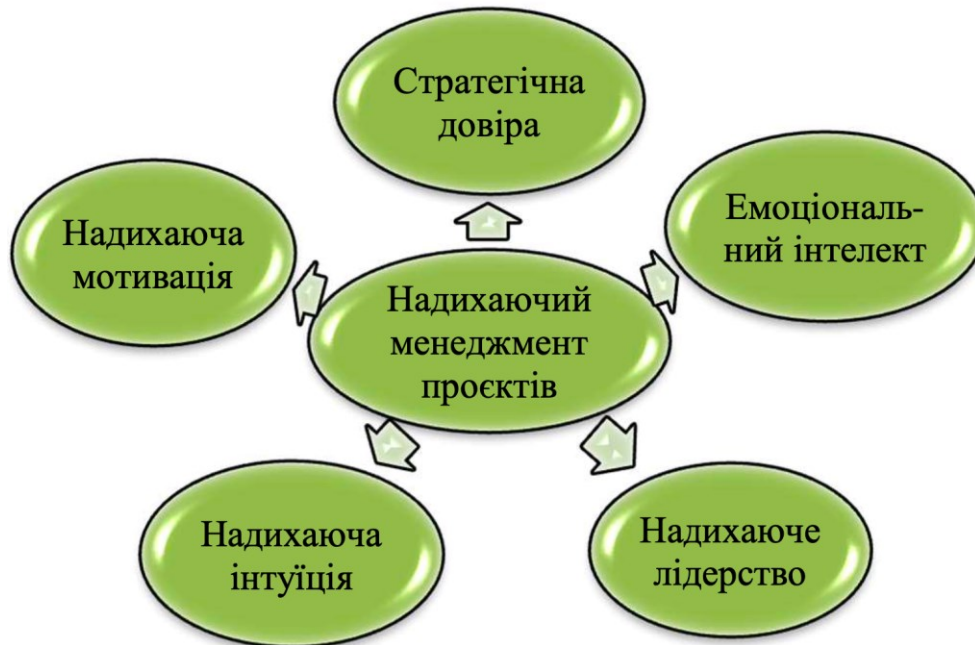 Стратегічна
довіра
Надихаюча
мотивація
Емоціональ-
ний інтелект
Надихаючий
менеджмент
проєктів
Надихаюча
інтуїція
Надихаюче
лідерство